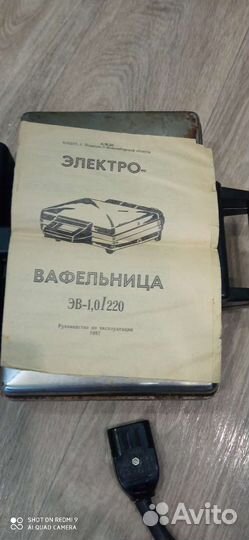 ЭЛЕКТРО-
ВАФЕЛЬНИЦА
ЭВ-1,0/220
Руководство по эксплуатации
SHOT ON REDMI 9
AI QUAD CAMERA
Avito